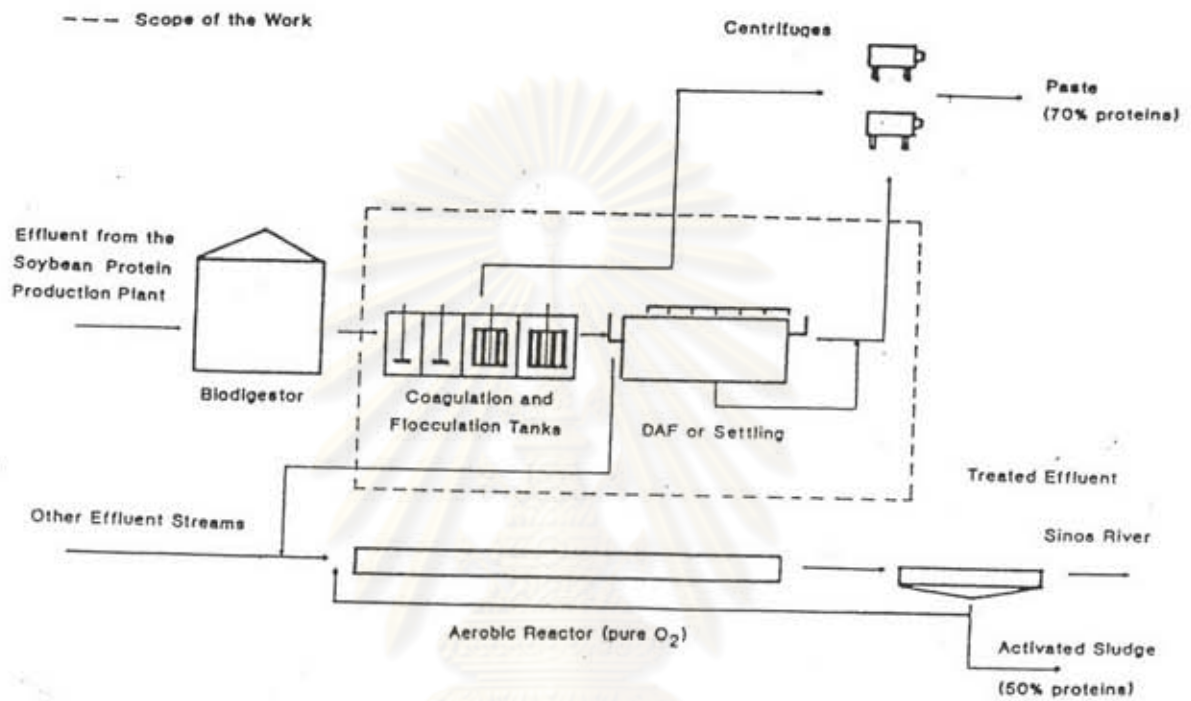 ---- Scope of the Work
Centrifuges
Paste
(70% proteins)
Effluent from the
Soybean Protein
Production Plant
Biodigestor
Coagulation and
Flocculation Tanks
DAF or Settling
Treated Effluent
Other Effluent Streams
Sinos River
Aerobic Reactor (pure O₂)
Activated Sludge
(50% proteins)